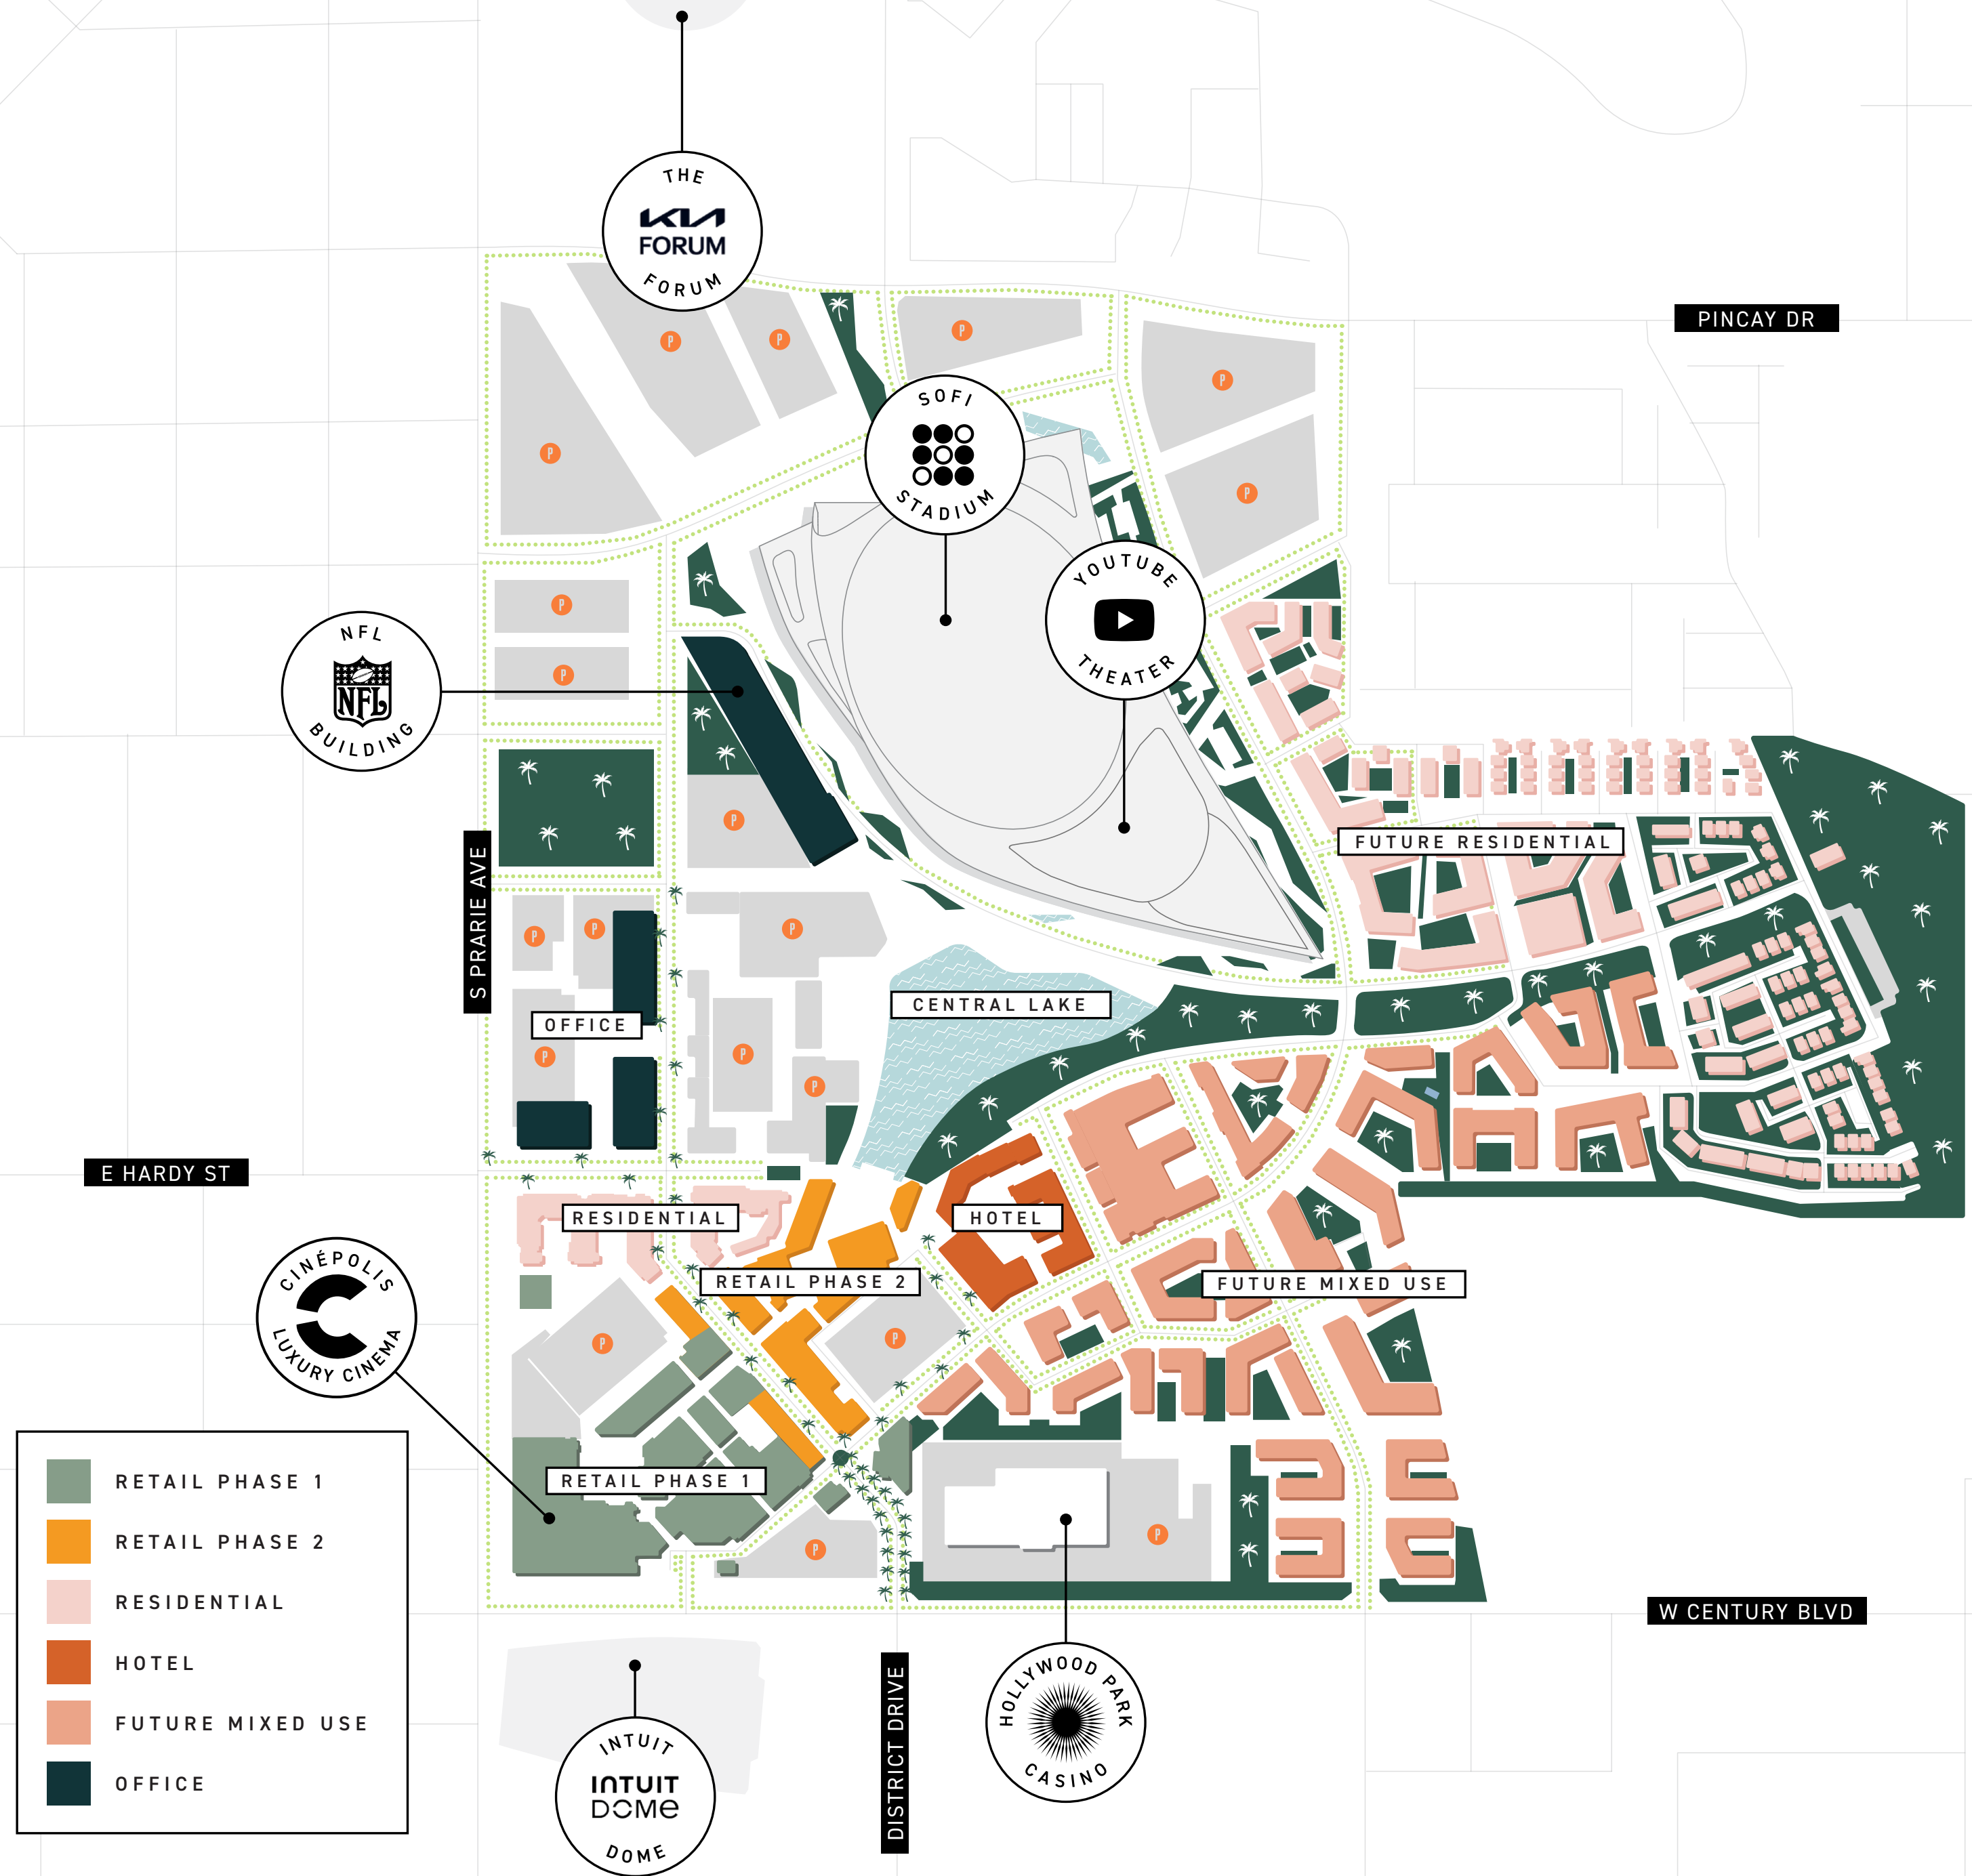 THE
KIA
FORUM
FORUM
PINCAY DR
P
P
P
P
P
SOFI
STADIUM
P
P
YOUTUBE
THEATER
P
P
NFL
NFL
BUILDING
P
FUTURE RESIDENTIAL
S PRARIE AVE
P
P
P
CENTRAL LAKE
OFFICE
P
P
P
E HARDY ST
RESIDENTIAL
HOTEL
RETAIL PHASE 2
FUTURE MIXED USE
CINÉPOLIS
LUXURY CINEMA
P
P
RETAIL PHASE 1
P
P
RETAIL PHASE 1
RETAIL PHASE 2
RESIDENTIAL
HOTEL
FUTURE MIXED USE
OFFICE
W CENTURY BLVD
DISTRICT DRIVE
HOLLYWOOD PARK
CASINO
INTUIT
INTUIT
DOME
DOME